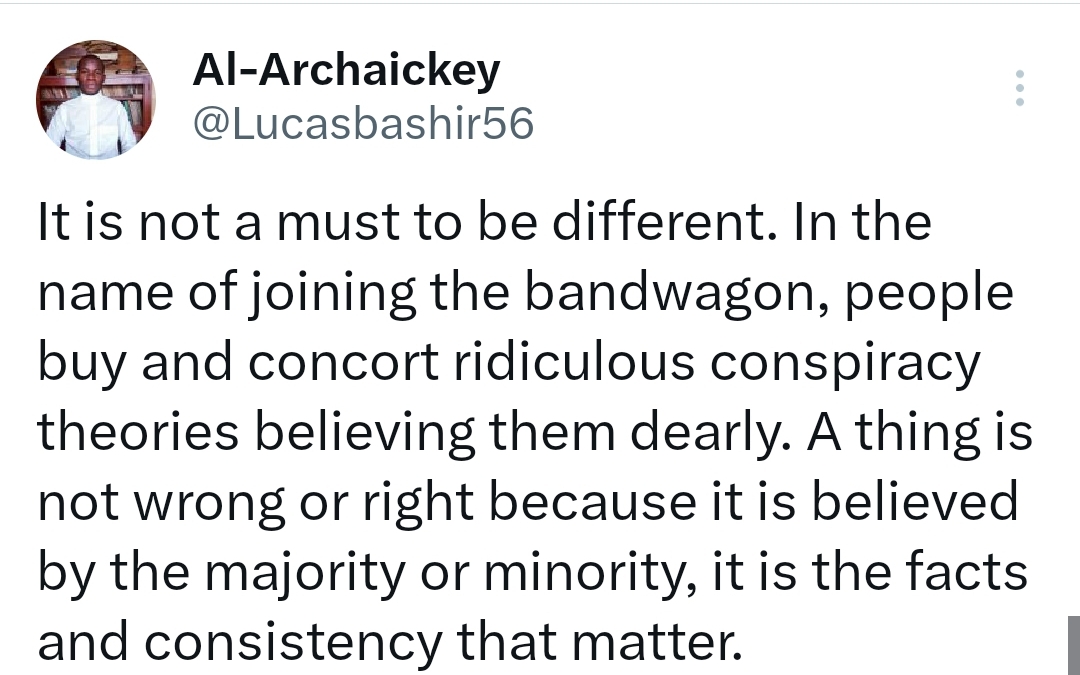 Al-Archaickey
@Lucasbashir56
It is not a must to be different. In the
name of joining the bandwagon, people
buy and concort ridiculous conspiracy
theories believing them dearly. A thing is
not wrong or right because it is believed
by the majority or minority, it is the facts
and consistency that matter.